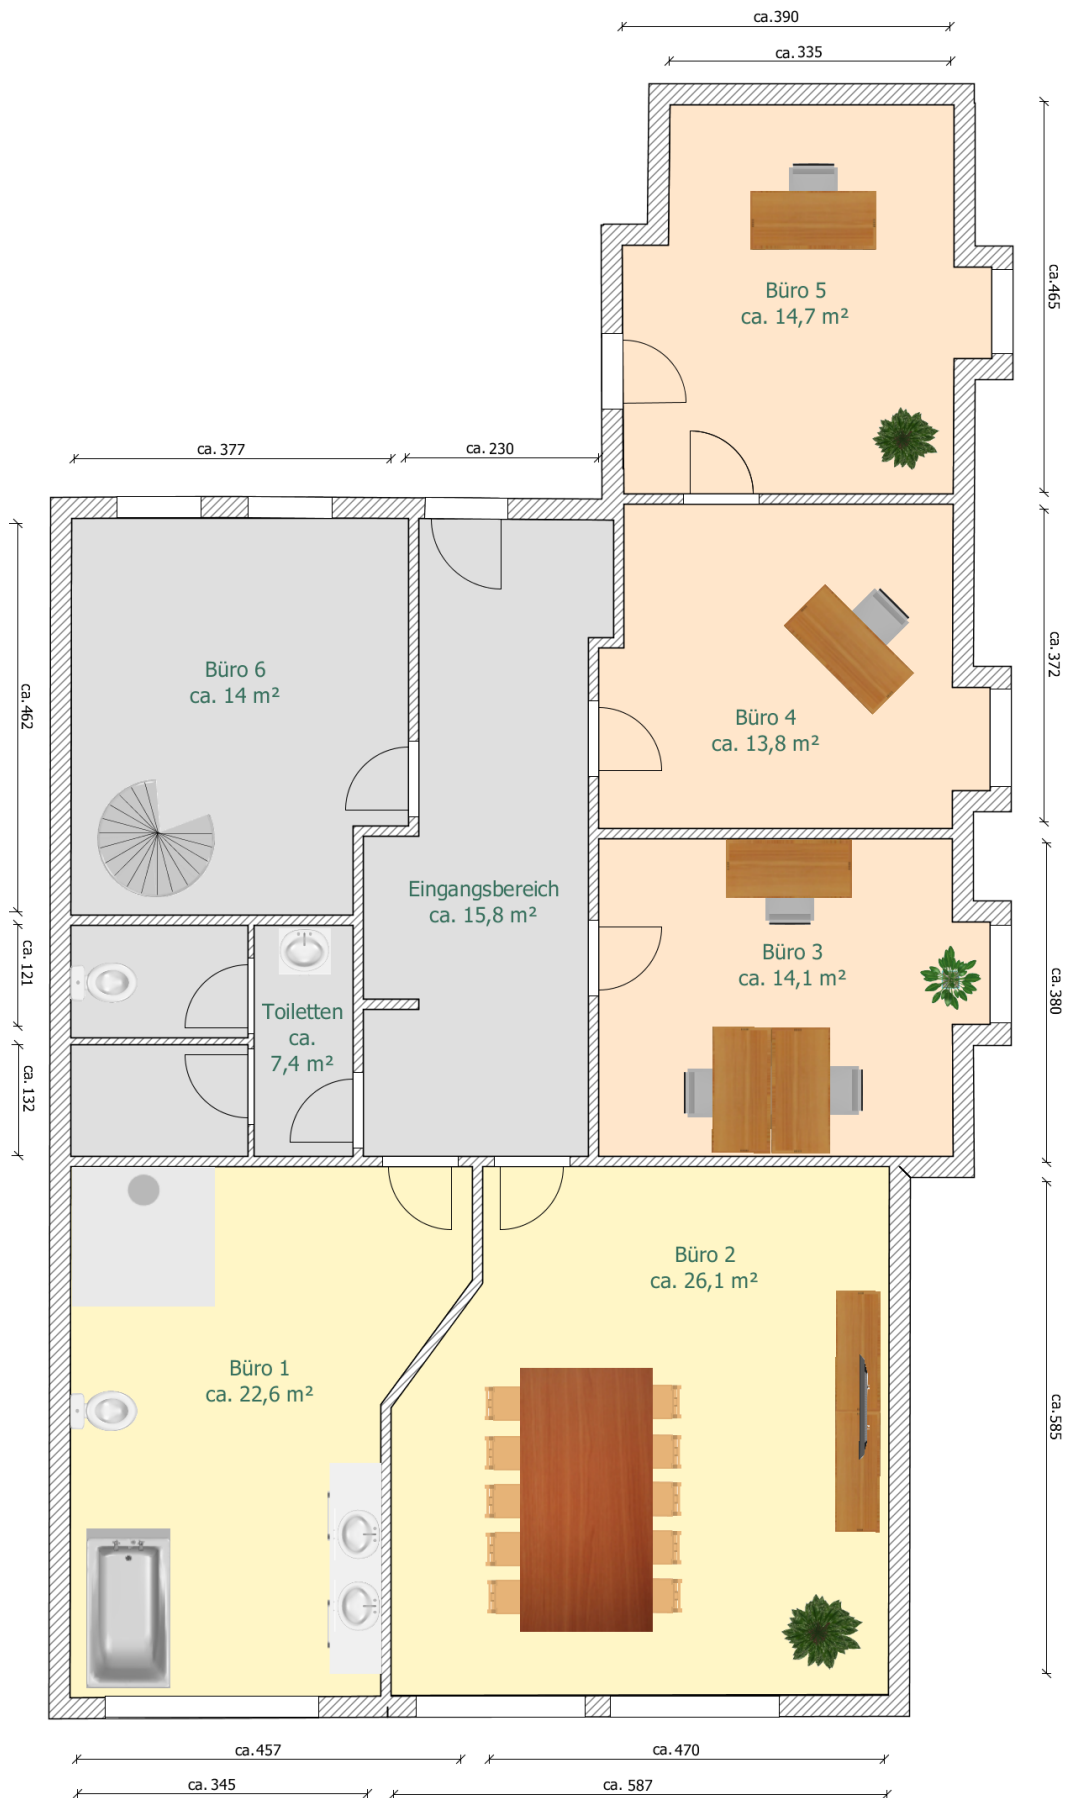 ca.390
ca. 335
ca.465
Büro 5
ca. 14,7 m²
ca. 377
ca. 230
ca. 372
ca. 462
Büro 6
ca. 14 m²
Büro 4
ca. 13,8 m²
Eingangsbereich
ca. 15,8 m²
Büro 3
ca. 14,1 m²
ca. 380
ca. 121
Toiletten
ca.
7,4 m²
ca. 132
Büro 2
ca. 26,1 m²
Büro 1
ca. 22,6 m²
ca.585
ca.457
ca. 470
ca. 345
ca. 587